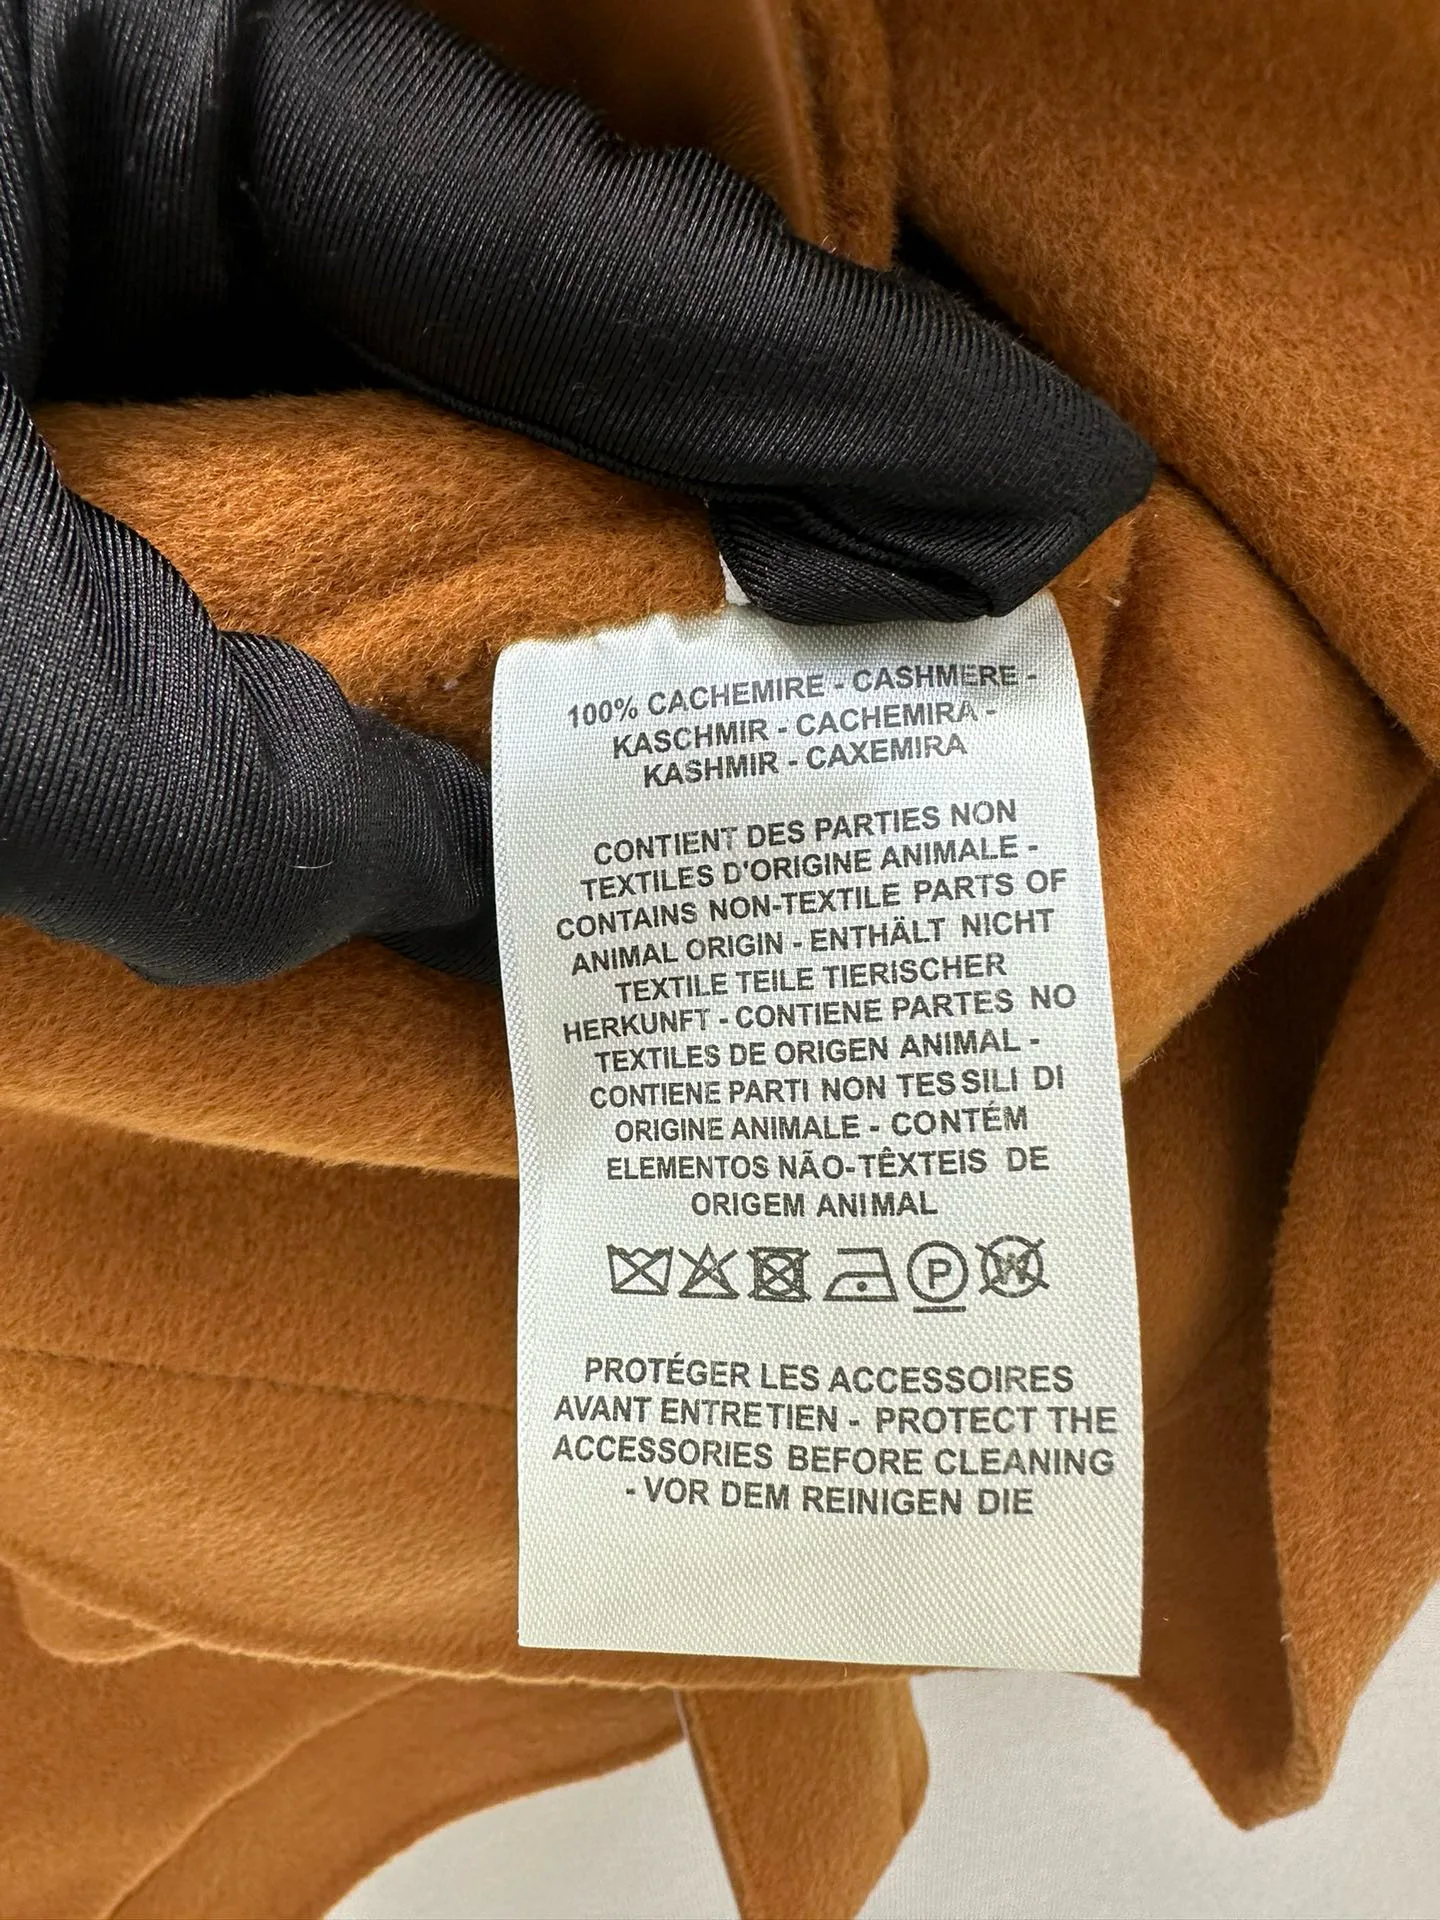 100% CACHEMIRE - CASHMERE -
KASCHMIR - CACHEMIRA -
KASHMIR - CAXEMIRA
CONTIENT DES PARTIES NON
TEXTILES D'ORIGINE ANIMALE -
CONTAINS NON-TEXTILE PARTS OF
ANIMAL ORIGIN - ENTHÄLT NICHT
TEXTILE TEILE TIERISCHER
HERKUNFT - CONTIENE PARTES NO
TEXTILES DE ORIGEN ANIMAL -
CONTIENE PARTI NON TESSILI DI
ORIGINE ANIMALE - CONTÉM
ELEMENTOS NÃO-TÊXTEIS DE
ORIGEM ANIMAL
P W
PROTÉGER LES ACCESSOIRES
AVANT ENTRETIEN - PROTECT THE
ACCESSORIES BEFORE CLEANING
- VOR DEM REINIGEN DIE